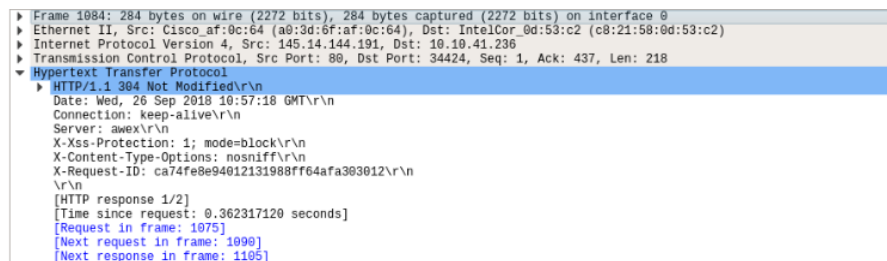 Frame 1084: 284 bytes on wire (2272 bits), 284 bytes captured (2272 bits) on interface 0
Ethernet II, Src: Cisco_af:0c:64 (a0:3d:6f:af:0c:64), Dst: IntelCor_0d:53:c2 (c8:21:58:0d:53:c2)
Internet Protocol Version 4, Src: 145.14.144.191, Dst: 10.10.41.236
Transmission Control Protocol, Src Port: 80, Dst Port: 34424, Seq: 1, Ack: 437, Len: 218
Hypertext Transfer Protocol
HTTP/1.1 304 Not Modified\r\n
Date: Wed, 26 Sep 2018 10:57:18 GMT\r\n
Connection: keep-alive\r\n
Server: awex\r\n
X-Xss-Protection: 1; mode=block\r\n
X-Content-Type-Options: nosniff\r\n
X-Request-ID: ca74fe8e94012131988ff64afa303012\r\n
\r\n
[HTTP response 1/2]
[Time since request: 0.362317120 seconds]
[Request in frame: 1075]
[Next request in frame: 1090]
[Next response in frame: 1105]